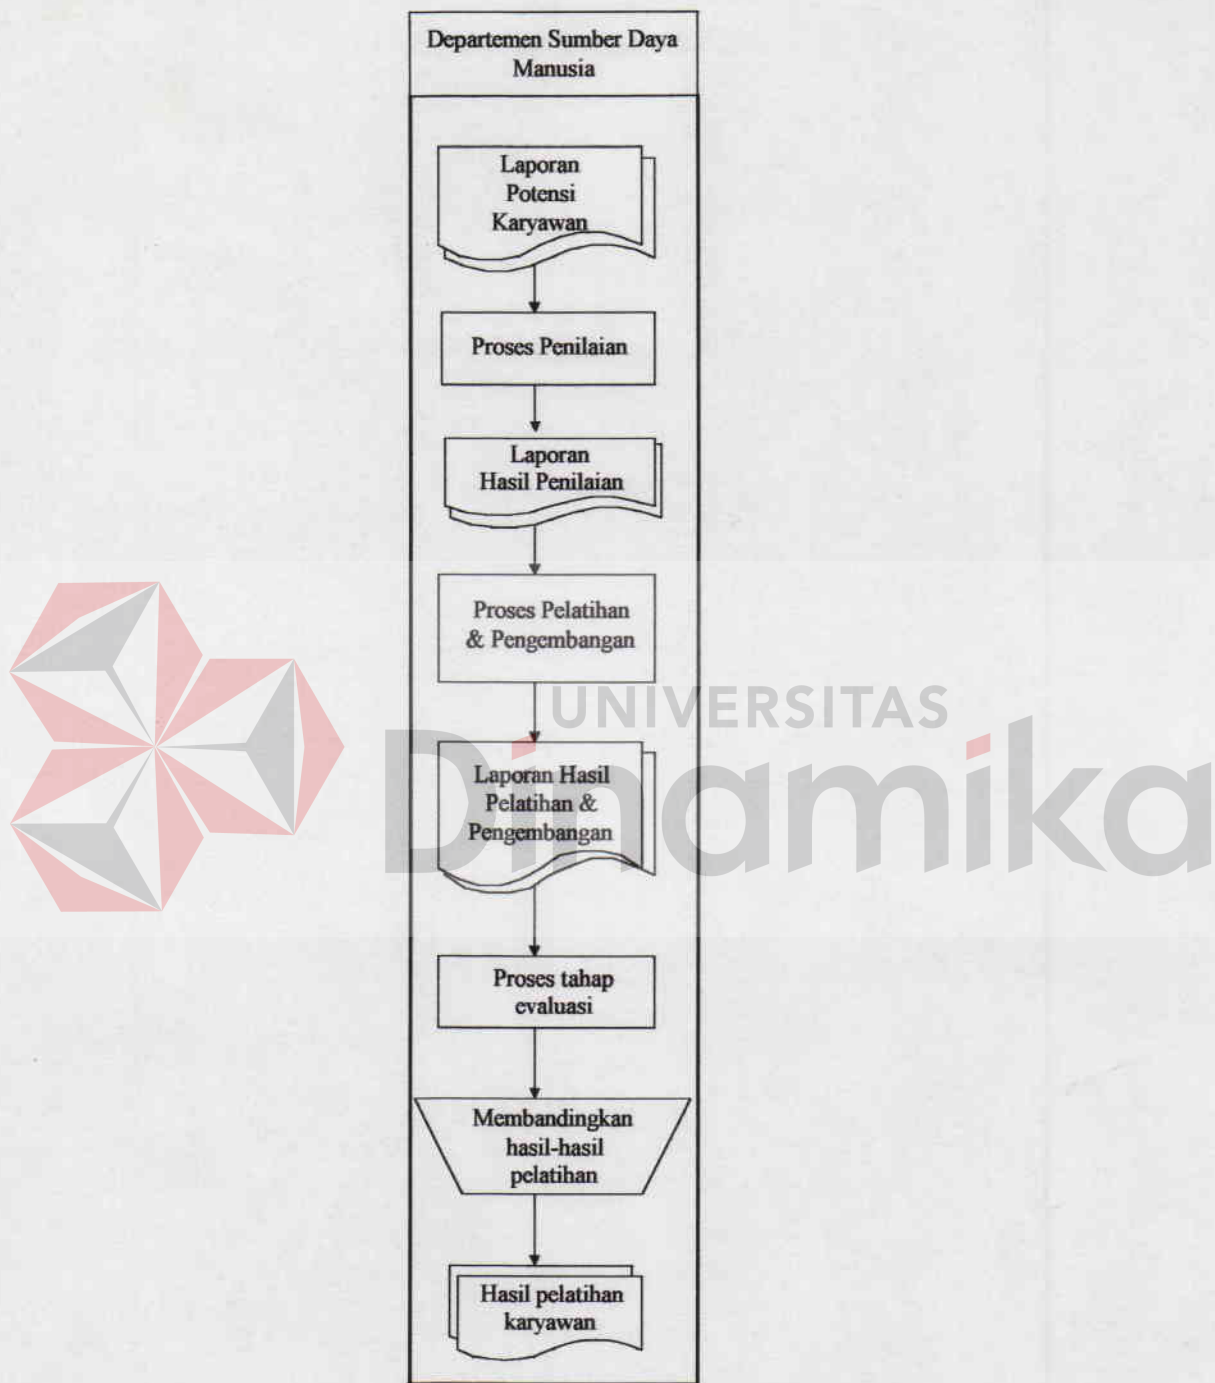 Departemen Sumber Daya
Manusia
Laporan
Potensi
Karyawan
Proses Penilaian
Laporan
Hasil Penilaian
Proses Pelatihan
& Pengembangan
UNIVERSITAS
Dinamika
Laporan Hasil
Pelatihan &
Pengembangan
Proses tahap
evaluasi
Membandingkan
hasil-hasil
pelatihan
Hasil pelatihan
karyawan